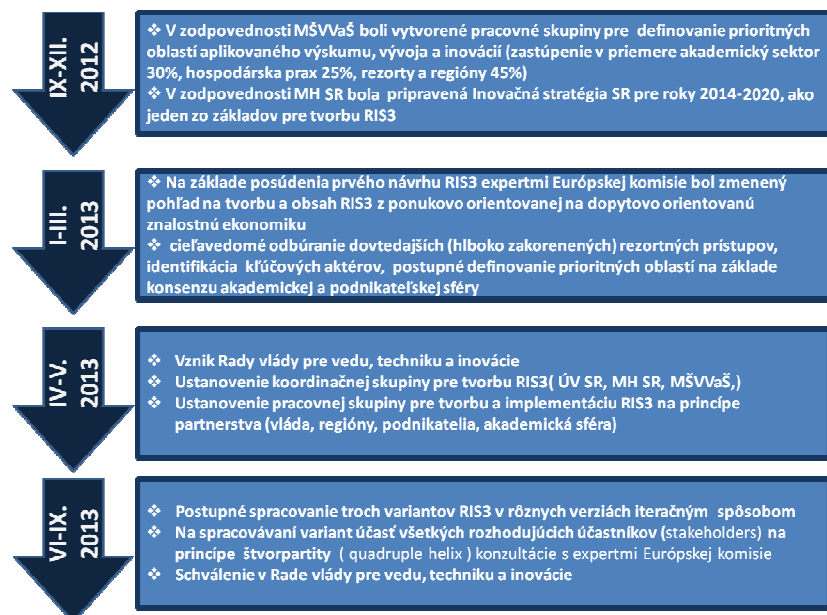 IX-XII.
2012
❖ V zodpovednosti MŠVVaŠ boli vytvorené pracovné skupiny pre definovanie prioritných
oblastí aplikovaného výskumu, vývoja a inovácií (zastúpenie v priemere akademický sektor
30%, hospodárska prax 25%, rezorty a regióny 45%)
❖ V zodpovednosti MH SR bola pripravená Inovačná stratégia SR pre roky 2014-2020, ako
jeden zo základov pre tvorbu RIS3
I-III.
2013
❖ Na základe posúdenia prvého návrhu RIS3 expertmi Európskej komisie bol zmenený
pohľad na tvorbu a obsah RIS3 z ponukovo orientovanej na dopytovo orientovanú
znalostnú ekonomiku
❖ cieľavedomé odbúranie dovtedajších (hlboko zakorenených) rezortných prístupov,
identifikácia kľúčových aktérov, postupné definovanie prioritných oblastí na základe
konsenzu akademickej a podnikateľskej sféry
IV-V.
2013
❖ Vznik Rady vlády pre vedu, techniku a inovácie
❖ Ustanovenie koordinačnej skupiny pre tvorbu RIS3( ÚV SR, MH SR, MŠVVaŠ,)
❖ Ustanovenie pracovnej skupiny pre tvorbu a implementáciu RIS3 na princípe
partnerstva (vláda, regióny, podnikatelia, akademická sféra)
VI-IX.
2013
❖ Postupné spracovanie troch variantov RIS3 v rôznych verziách iteračným spôsobom
❖ Na spracovávaní variant účasť všetkých rozhodujúcich účastníkov (stakeholders) na
princípe štvorpartity ( quadruple helix ) konzultácie s expertmi Európskej komisie
❖ Schválenie v Rade vlády pre vedu, techniku a inovácie